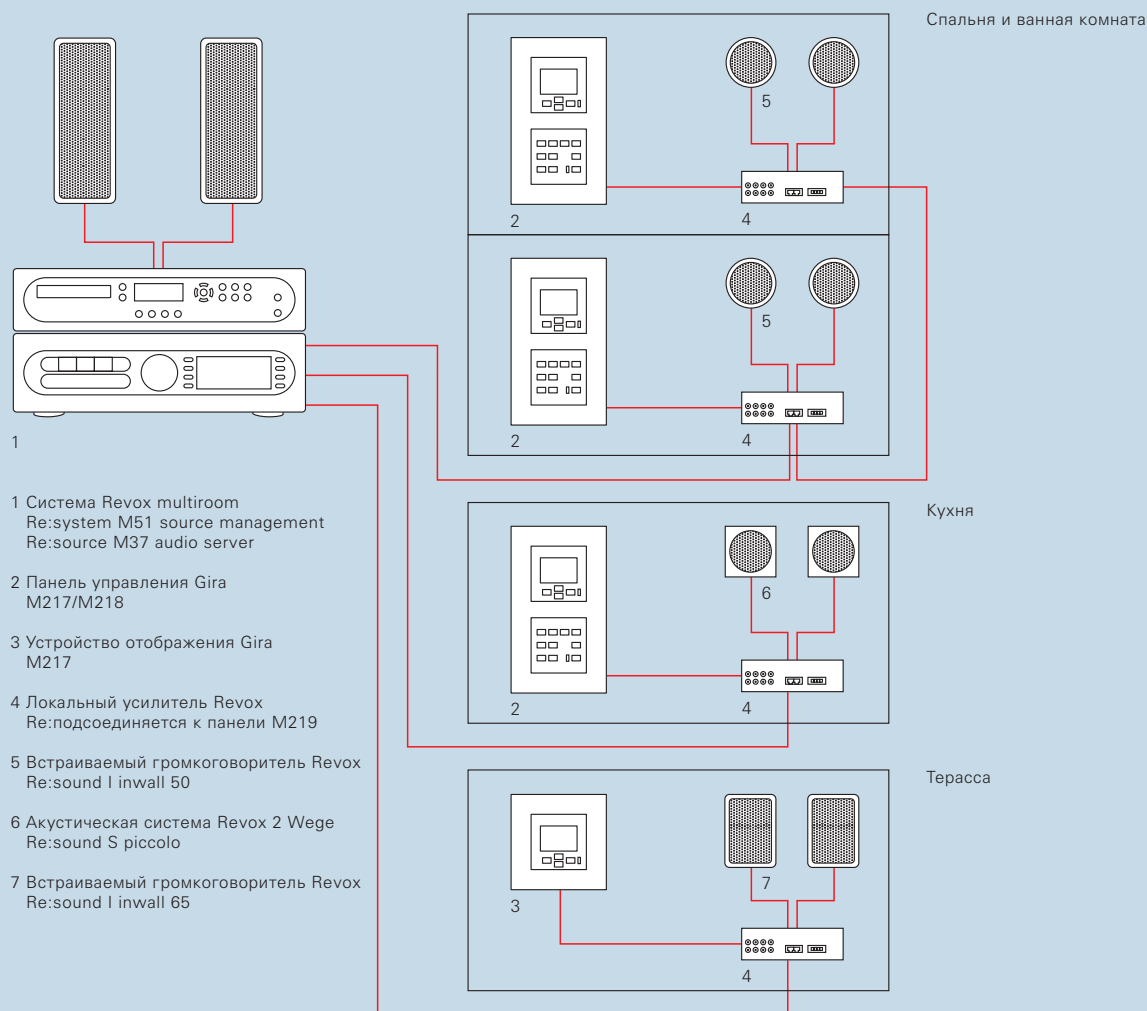 Спальня и ванная комната
5
2
4
5
2
4
1
1 Система Revox multiroom
Re:system M51 source management
Re:source M37 audio server
2 Панель управления Gira
M217/M218
3 Устройство отображения Gira
M217
4 Локальный усилитель Revox
Re:подсоединяется к панели M219
5 Встраиваемый громкоговоритель Revox
Re:sound I inwall 50
6 Акустическая система Revox 2 Wege
Re:sound S piccolo
7 Встраиваемый громкоговоритель Revox
Re:sound I inwall 65
Кухня
6
2
4
Терасса
7
3
4